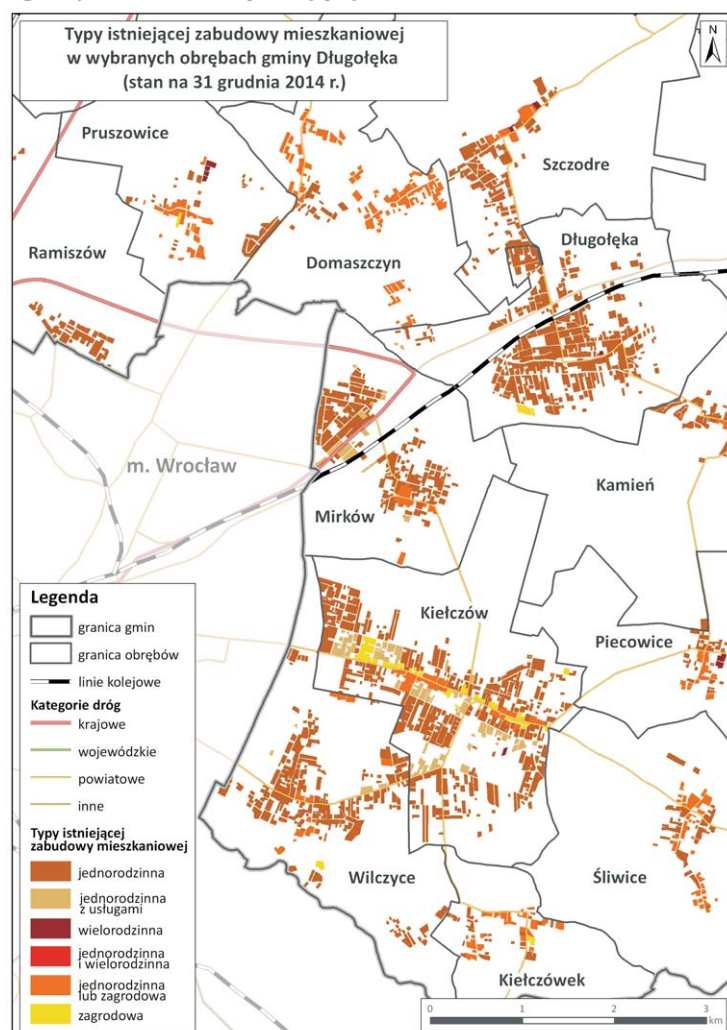 Typy istniejącej zabudowy mieszkaniowej
w wybranych obrębach gminy Długołęka
(stan na 31 grudnia 2014 r.)
N
Pruszowice
Szczodre
Długołęka
Ramiszów
Domaszczyn
m. Wrocław
Kamień
Mirków
Kiełczów
Piecowice
Wilczyce
Śliwice
Kiełczówek
Legenda
granica gmin
granica obrębów
linie kolejowe
Kategorie dróg
krajowe
wojewódzkie
powiatowe
inne
Typy istniejącej
zabudowy mieszkaniowej
jednorodzinna
jednorodzinna
z usługami
wielorodzinna
jednorodzinna
i wielorodzinna
jednorodzinna
lub zagrodowa
zagrodowa
0 1 2 3
km